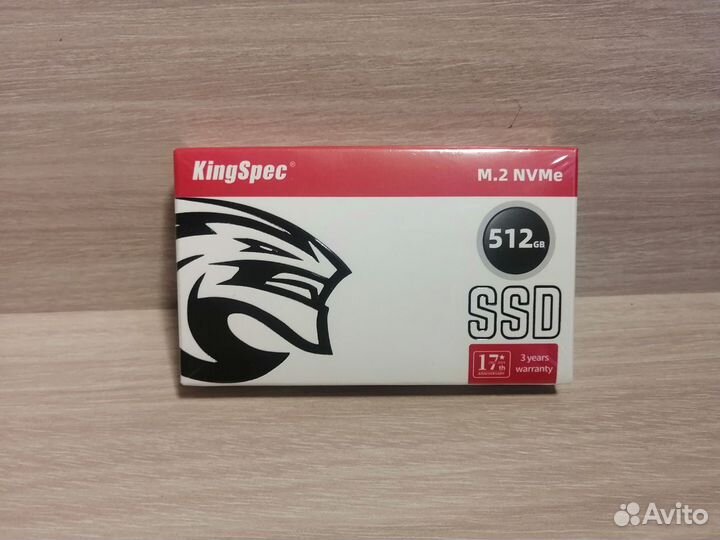 KingSpec®
M.2 NVMe
512GB
SSD
17th
ANNIVERSARY
3 years
warranty
Avito